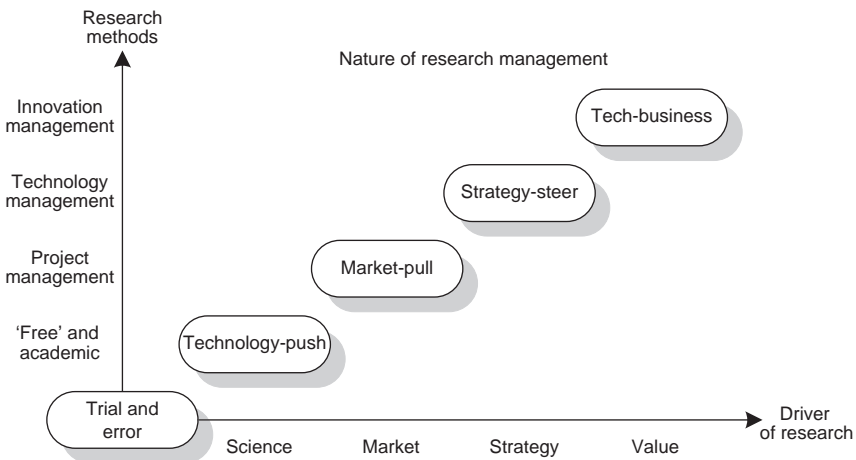 Research
methods
Nature of research management
Innovation
management
Tech-business
Technology
management
Strategy-steer
Project
management
Market-pull
‘Free’ and
academic
Technology-push
Trial and
error
Driver
of research
Science
Market
Strategy
Value